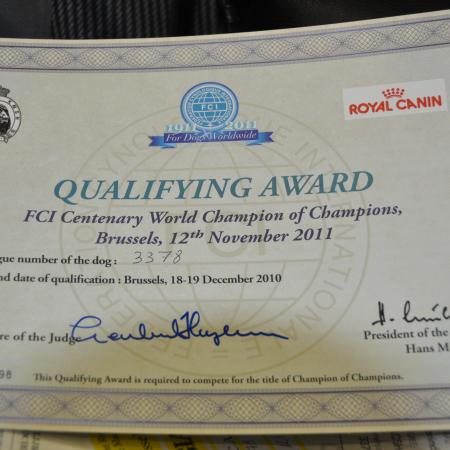 FCI
1911 2011
For Dogs Worldwide
ROYAL CANIN
QUALIFYING AWARD
FCI Centenary World Champion of Champions,
Brussels, 12th November 2011
gue number of the dog : 3378
nd date of qualification : Brussels, 18-19 December 2010
re of the Judge
President of the
Hans M
98
This Qualifying Award is required to compete for the title of Champion of Champions.